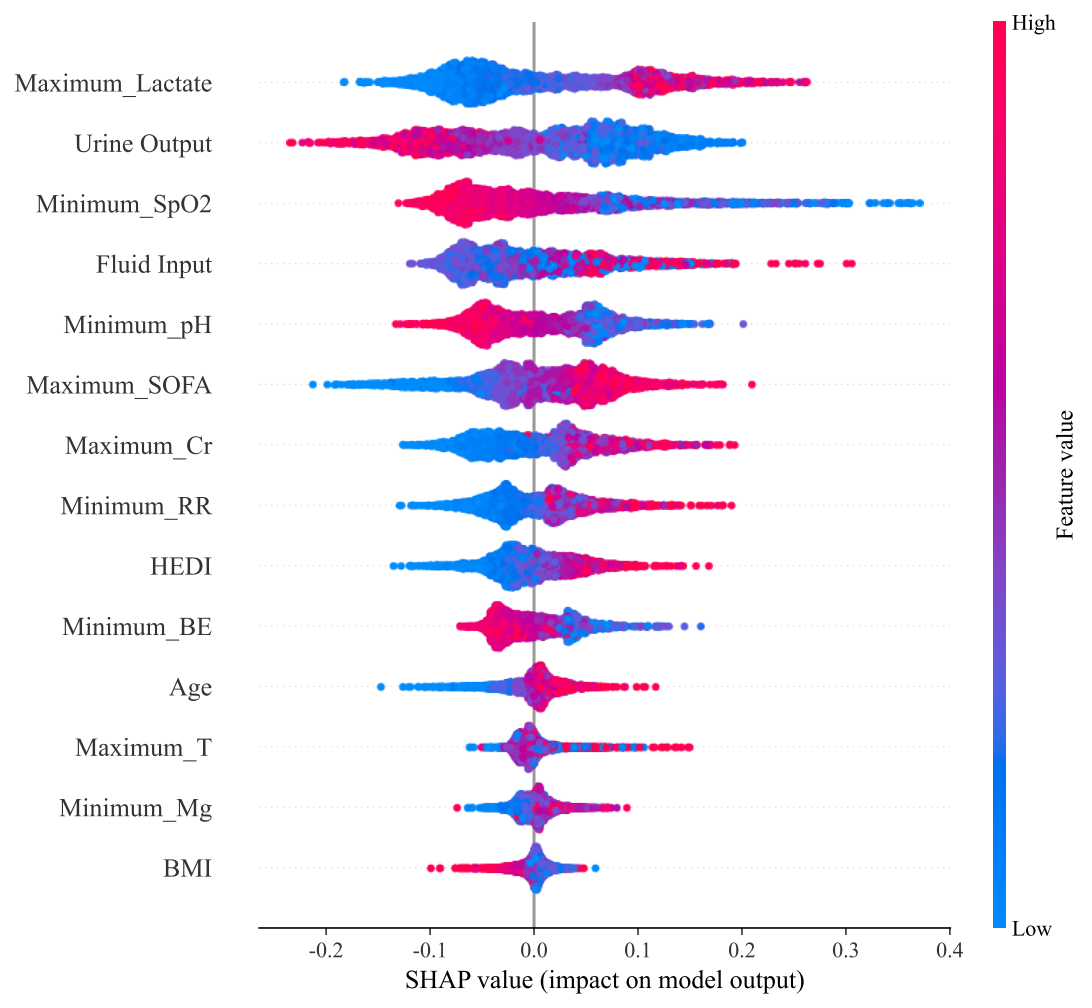 High
Maximum_Lactate
Urine Output
Minimum_SpO2
Fluid Input
Minimum_pH
Maximum_SOFA
Maximum_Cr
Minimum_RR
HEDI
Minimum_BE
Age
Maximum_T
Minimum_Mg
BMI
Feature value
Low
-0.2 -0.1 0.0 0.1 0.2 0.3 0.4
SHAP value (impact on model output)